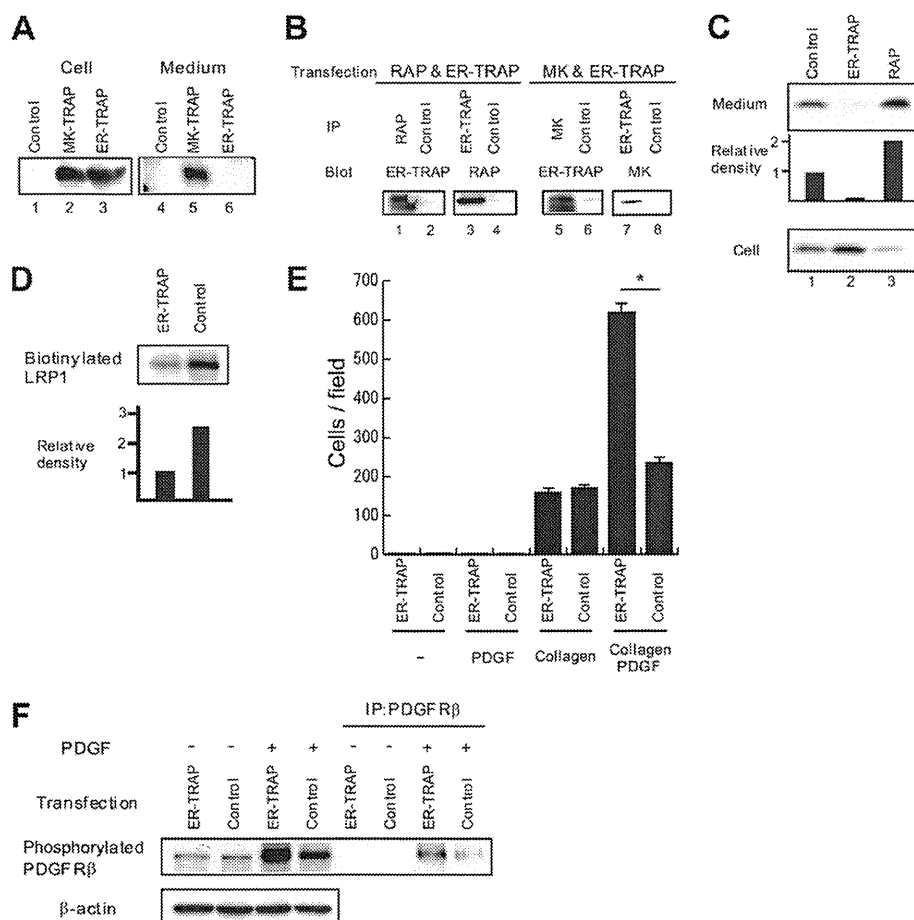 A
Cell Medium
Control MK-TRAP ER-TRAP Control MK-TRAP ER-TRAP
1 2 3 4 5 6
B
Transfection RAP & ER-TRAP MK & ER-TRAP
IP RAP Control ER-TRAP Control MK Control ER-TRAP Control
Blot ER-TRAP RAP ER-TRAP MK
1 2 3 4 5 6 7 8
C
Control ER-TRAP RAP
Medium
Relative density
2
1
Cell
1 2 3
D
ER-TRAP Control
Biotinylated
LRP1
Relative
density
3
2
1
E
Cells / field
700
600
500
400
300
200
100
0
*
ER-TRAP Control ER-TRAP Control ER-TRAP Control ER-TRAP Control
- PDGF Collagen Collagen
PDGF
F
IP:PDGFRβ
PDGF - - + + - - + +
Transfection ER-TRAP Control ER-TRAP Control ER-TRAP Control ER-TRAP Control
Phosphorylated
PDGFRβ
β-actin